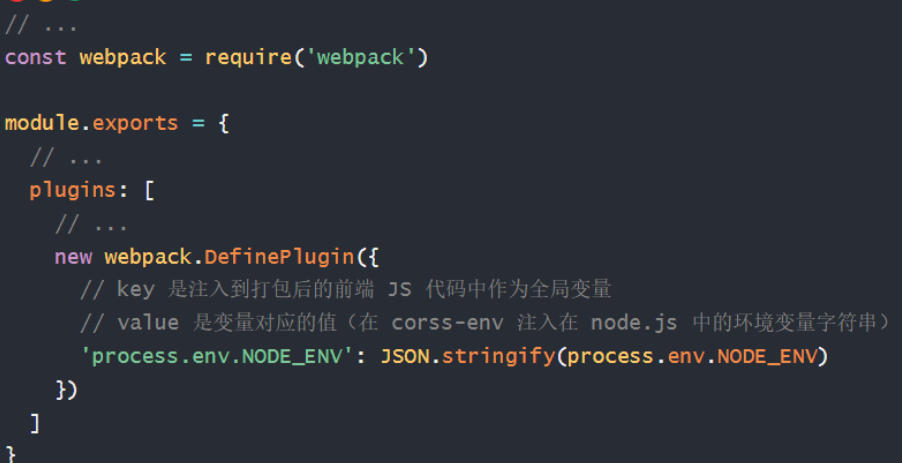 // ...
const webpack = require('webpack')
module.exports = {
// ...
plugins: [
// ...
new webpack.DefinePlugin({
// key 是注入到打包后的前端 JS 代码中作为全局变量
// value 是变量对应的值（在 corss-env 注入在 node.js 中的环境变量字符串）
'process.env.NODE_ENV': JSON.stringify(process.env.NODE_ENV)
})
]
}